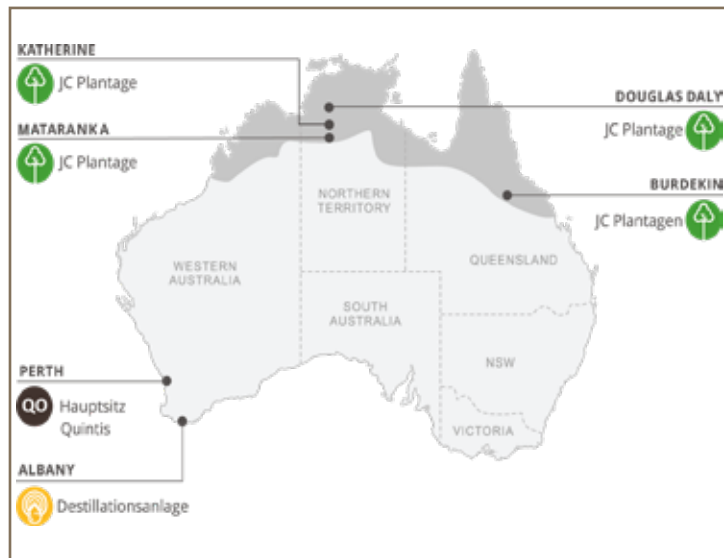 KATHERINE
JC Plantage
MATARANKA
JC Plantage
DOUGLAS DALY
JC Plantage
BURDEKIN
JC Plantagen
NORTHERN
TERRITORY
WESTERN
AUSTRALIA
QUEENSLAND
SOUTH
AUSTRALIA
NSW
VICTORIA
PERTH
QO
Hauptsitz
Quintis
ALBANY
Destillationsanlage